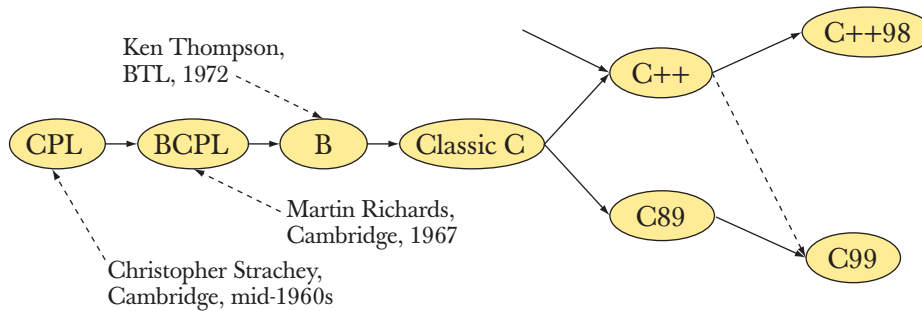 C++98
Ken Thompson,
BTL, 1972
C++
CPL
BCPL
B
Classic C
Martin Richards,
Cambridge, 1967
C89
C99
Christopher Strachey,
Cambridge, mid-1960s